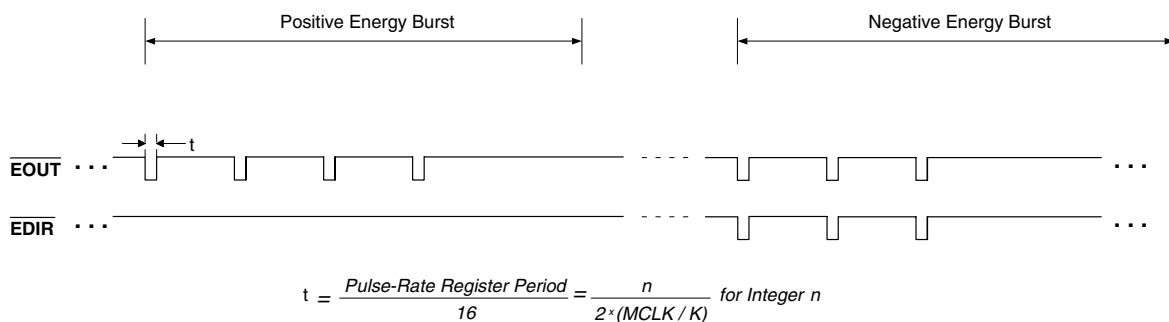 Positive Energy Burst
Negative Energy Burst
t
EOUT ... - - - - ...
EDIR ... - - - - ...
t = Pulse-Rate Register Period / 16 = n / 2 x (MCLK / K) for Integer n